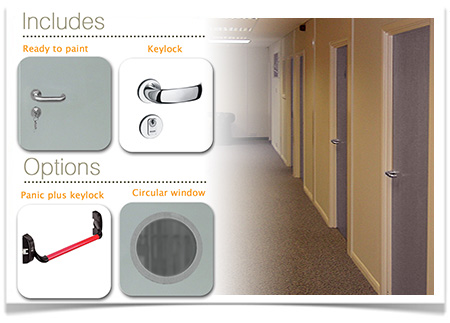 Includes
Ready to paint
Keylock
Options
Panic plus keylock
Circular window